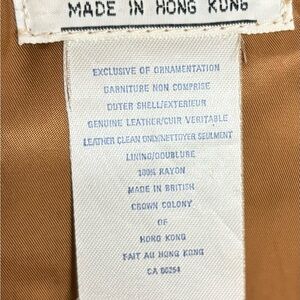 MADE IN HONG KONG
EXCLUSIVE OF ORNAMENTATION
GARNITURE NON COMPRISE
OUTER SHELL/EXTERIEUR
GENUINE LEATHER/CUIR VERITABLE
LEATHER CLEAN ONLY/NETTOYER SEULMENT
LINING/DOUBLURE
100% RAYON
MADE IN BRITISH
CROWN COLONY
OF
HONG KONG
FAIT AU HONG KONG
CA 00254